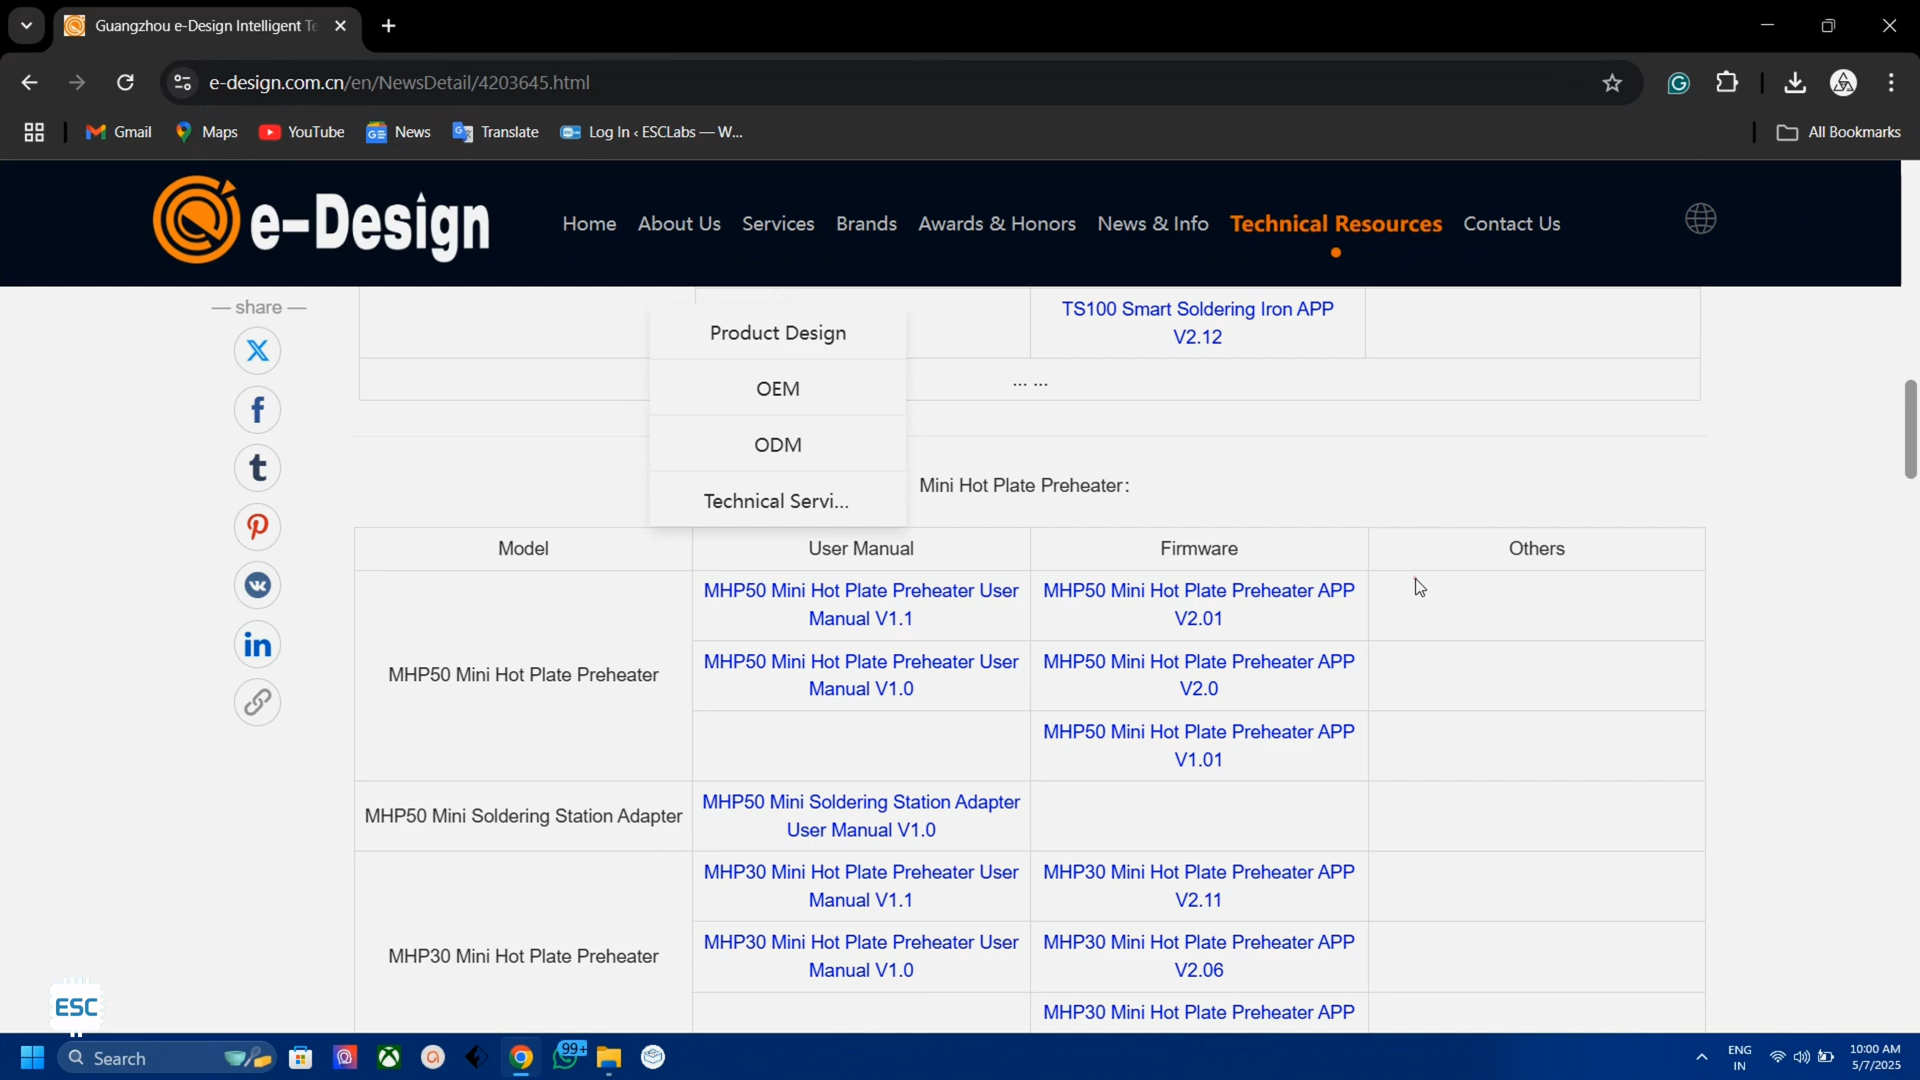 Guangzhou e-Design Intelligent Te
e-design.com.cn/en/NewsDetail/4203645.html
Gmail
Maps
YouTube
News
Translate
Log In ‹ ESCLabs — W...
All Bookmarks
e-Design
Home
About Us
Services
Brands
Awards & Honors
News & Info
Technical Resources
Contact Us
— share —
Product Design
OEM
ODM
Technical Servi...
TS100 Smart Soldering Iron APP
V2.12
... ...
Mini Hot Plate Preheater:
Model
User Manual
Firmware
Others
MHP50 Mini Hot Plate Preheater
MHP50 Mini Hot Plate Preheater User
Manual V1.1
MHP50 Mini Hot Plate Preheater APP
V2.01
MHP50 Mini Hot Plate Preheater User
Manual V1.0
MHP50 Mini Hot Plate Preheater APP
V2.0
MHP50 Mini Hot Plate Preheater APP
V1.01
MHP50 Mini Soldering Station Adapter
MHP50 Mini Soldering Station Adapter
User Manual V1.0
MHP30 Mini Hot Plate Preheater
MHP30 Mini Hot Plate Preheater User
Manual V1.1
MHP30 Mini Hot Plate Preheater APP
V2.11
MHP30 Mini Hot Plate Preheater User
Manual V1.0
MHP30 Mini Hot Plate Preheater APP
V2.06
MHP30 Mini Hot Plate Preheater APP
ESC
Search
99+
ENG
IN
10:00 AM
5/7/2025